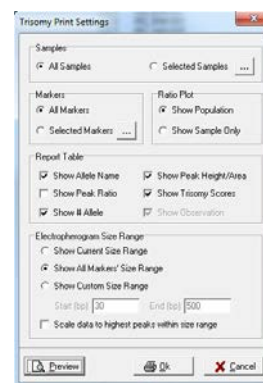 Trisomy Print Settings
Samples
All Samples
Selected Samples ...
Markers
All Markers
Selected Markers ...
Ratio Plot
Show Population
Show Sample Only
Report Table
Show Allele Name
Show Peak Height/Area
Show Peak Ratio
Show Trisomy Scores
Show # Allele
Show Observation
Electropherogram Size Range
Show Current Size Range
Show All Markers' Size Range
Show Custom Size Range
Start (bp) 30
End (bp) 500
Scale data to highest peaks within size range
Preview
Ok
Cancel